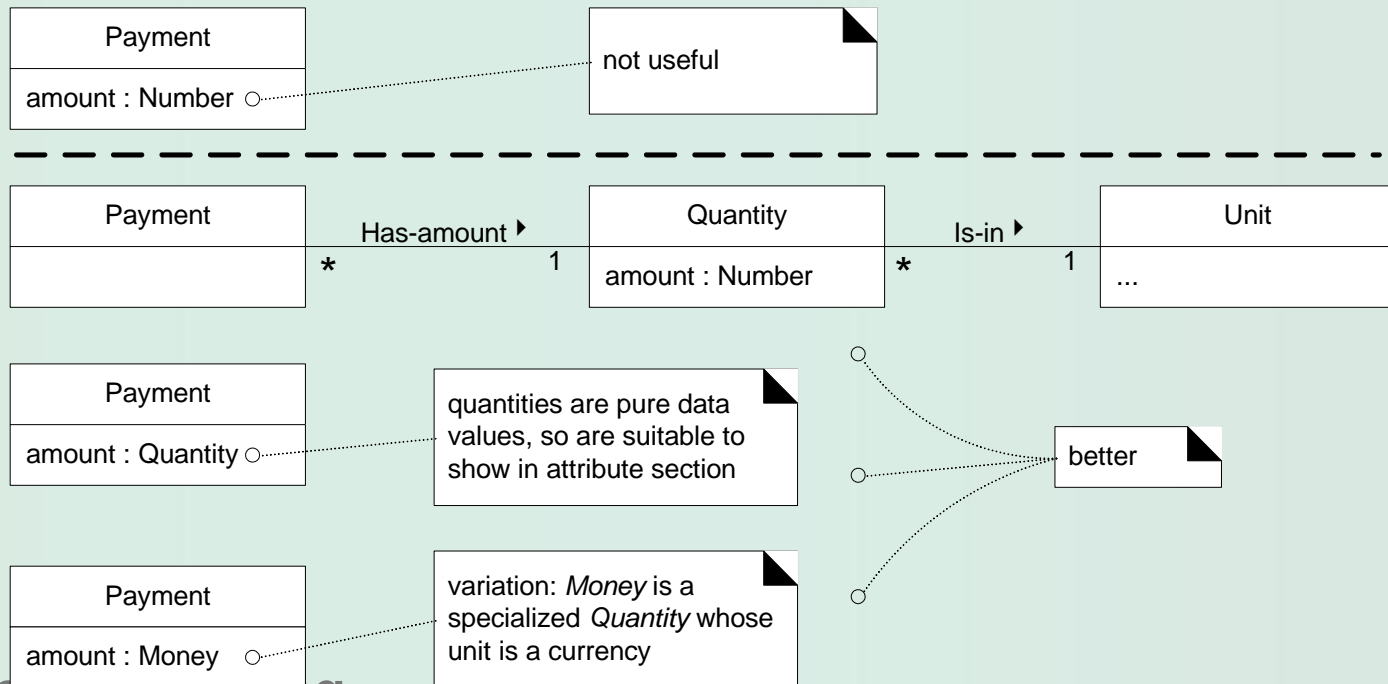 Payment
amount : Number
not useful
Payment
Has-amount
*
1
Quantity
amount : Number
Is-in
*
1
Unit
...
Payment
amount : Quantity
quantities are pure data
values, so are suitable to
show in attribute section
better
Payment
amount : Money
variation: Money is a
specialized Quantity whose
unit is a currency